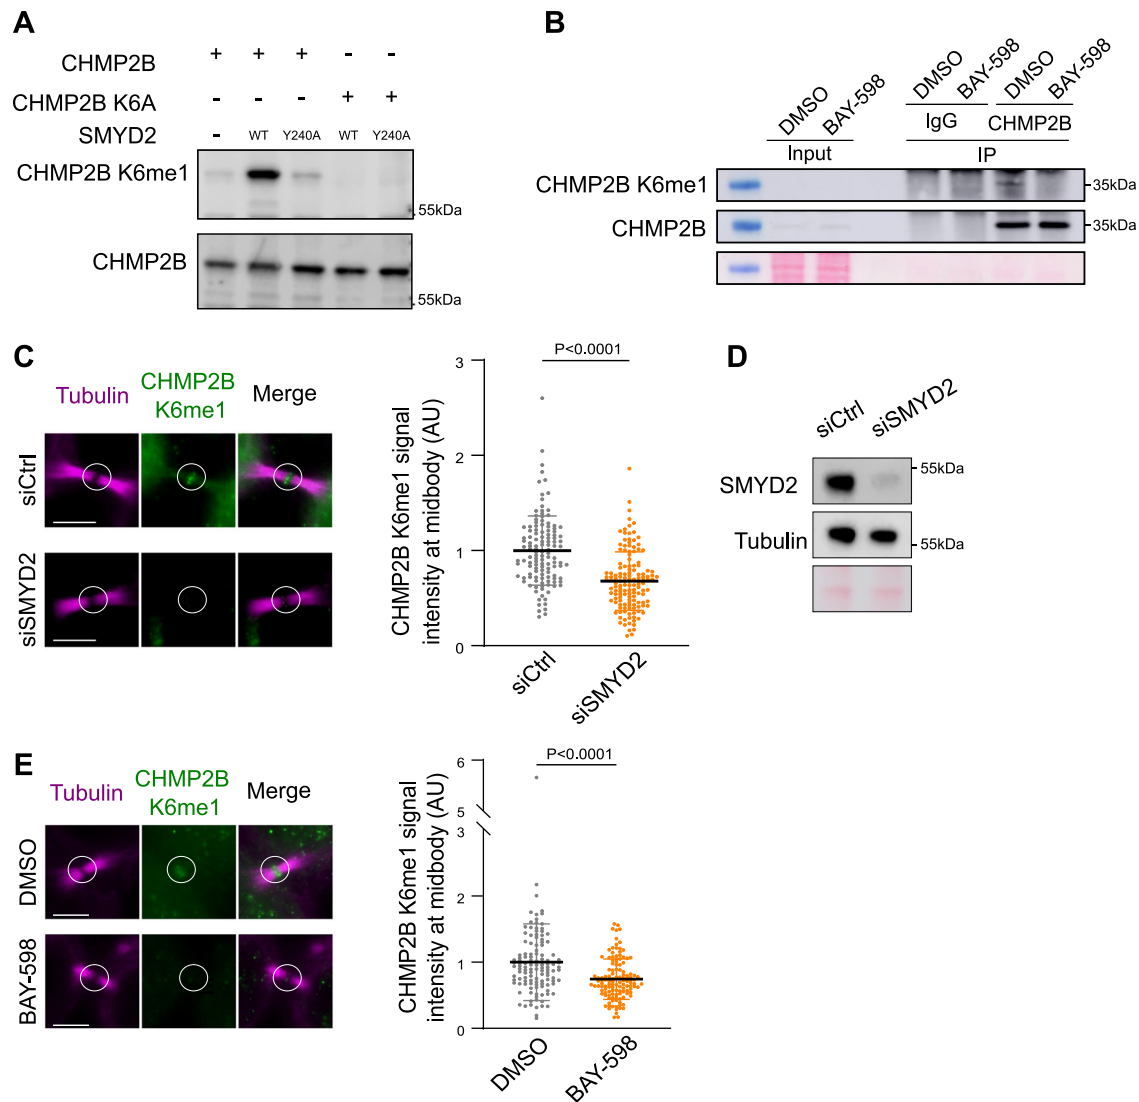 A
CHMP2B + + + - -
CHMP2B K6A - - - + +
SMYD2 - WT Y240A WT Y240A
CHMP2B K6me1
55kDa
CHMP2B
55kDa
B
DMSO BAY-598 DMSO BAY-598 DMSO BAY-598
IgG CHMP2B
Input IP
CHMP2B K6me1 35kDa
CHMP2B 35kDa
C
Tubulin CHMP2B K6me1 Merge
siCtrl
siSMYD2
P<0.0001
CHMP2B K6me1 signal
intensity at midbody (AU)
3
2
1
0
siCtrl siSMYD2
D
siCtrl siSMYD2
SMYD2 55kDa
Tubulin 55kDa
E
Tubulin CHMP2B K6me1 Merge
DMSO
BAY-598
P<0.0001
CHMP2B K6me1 signal
intensity at midbody (AU)
6
5
3
2
1
0
DMSO BAY-598